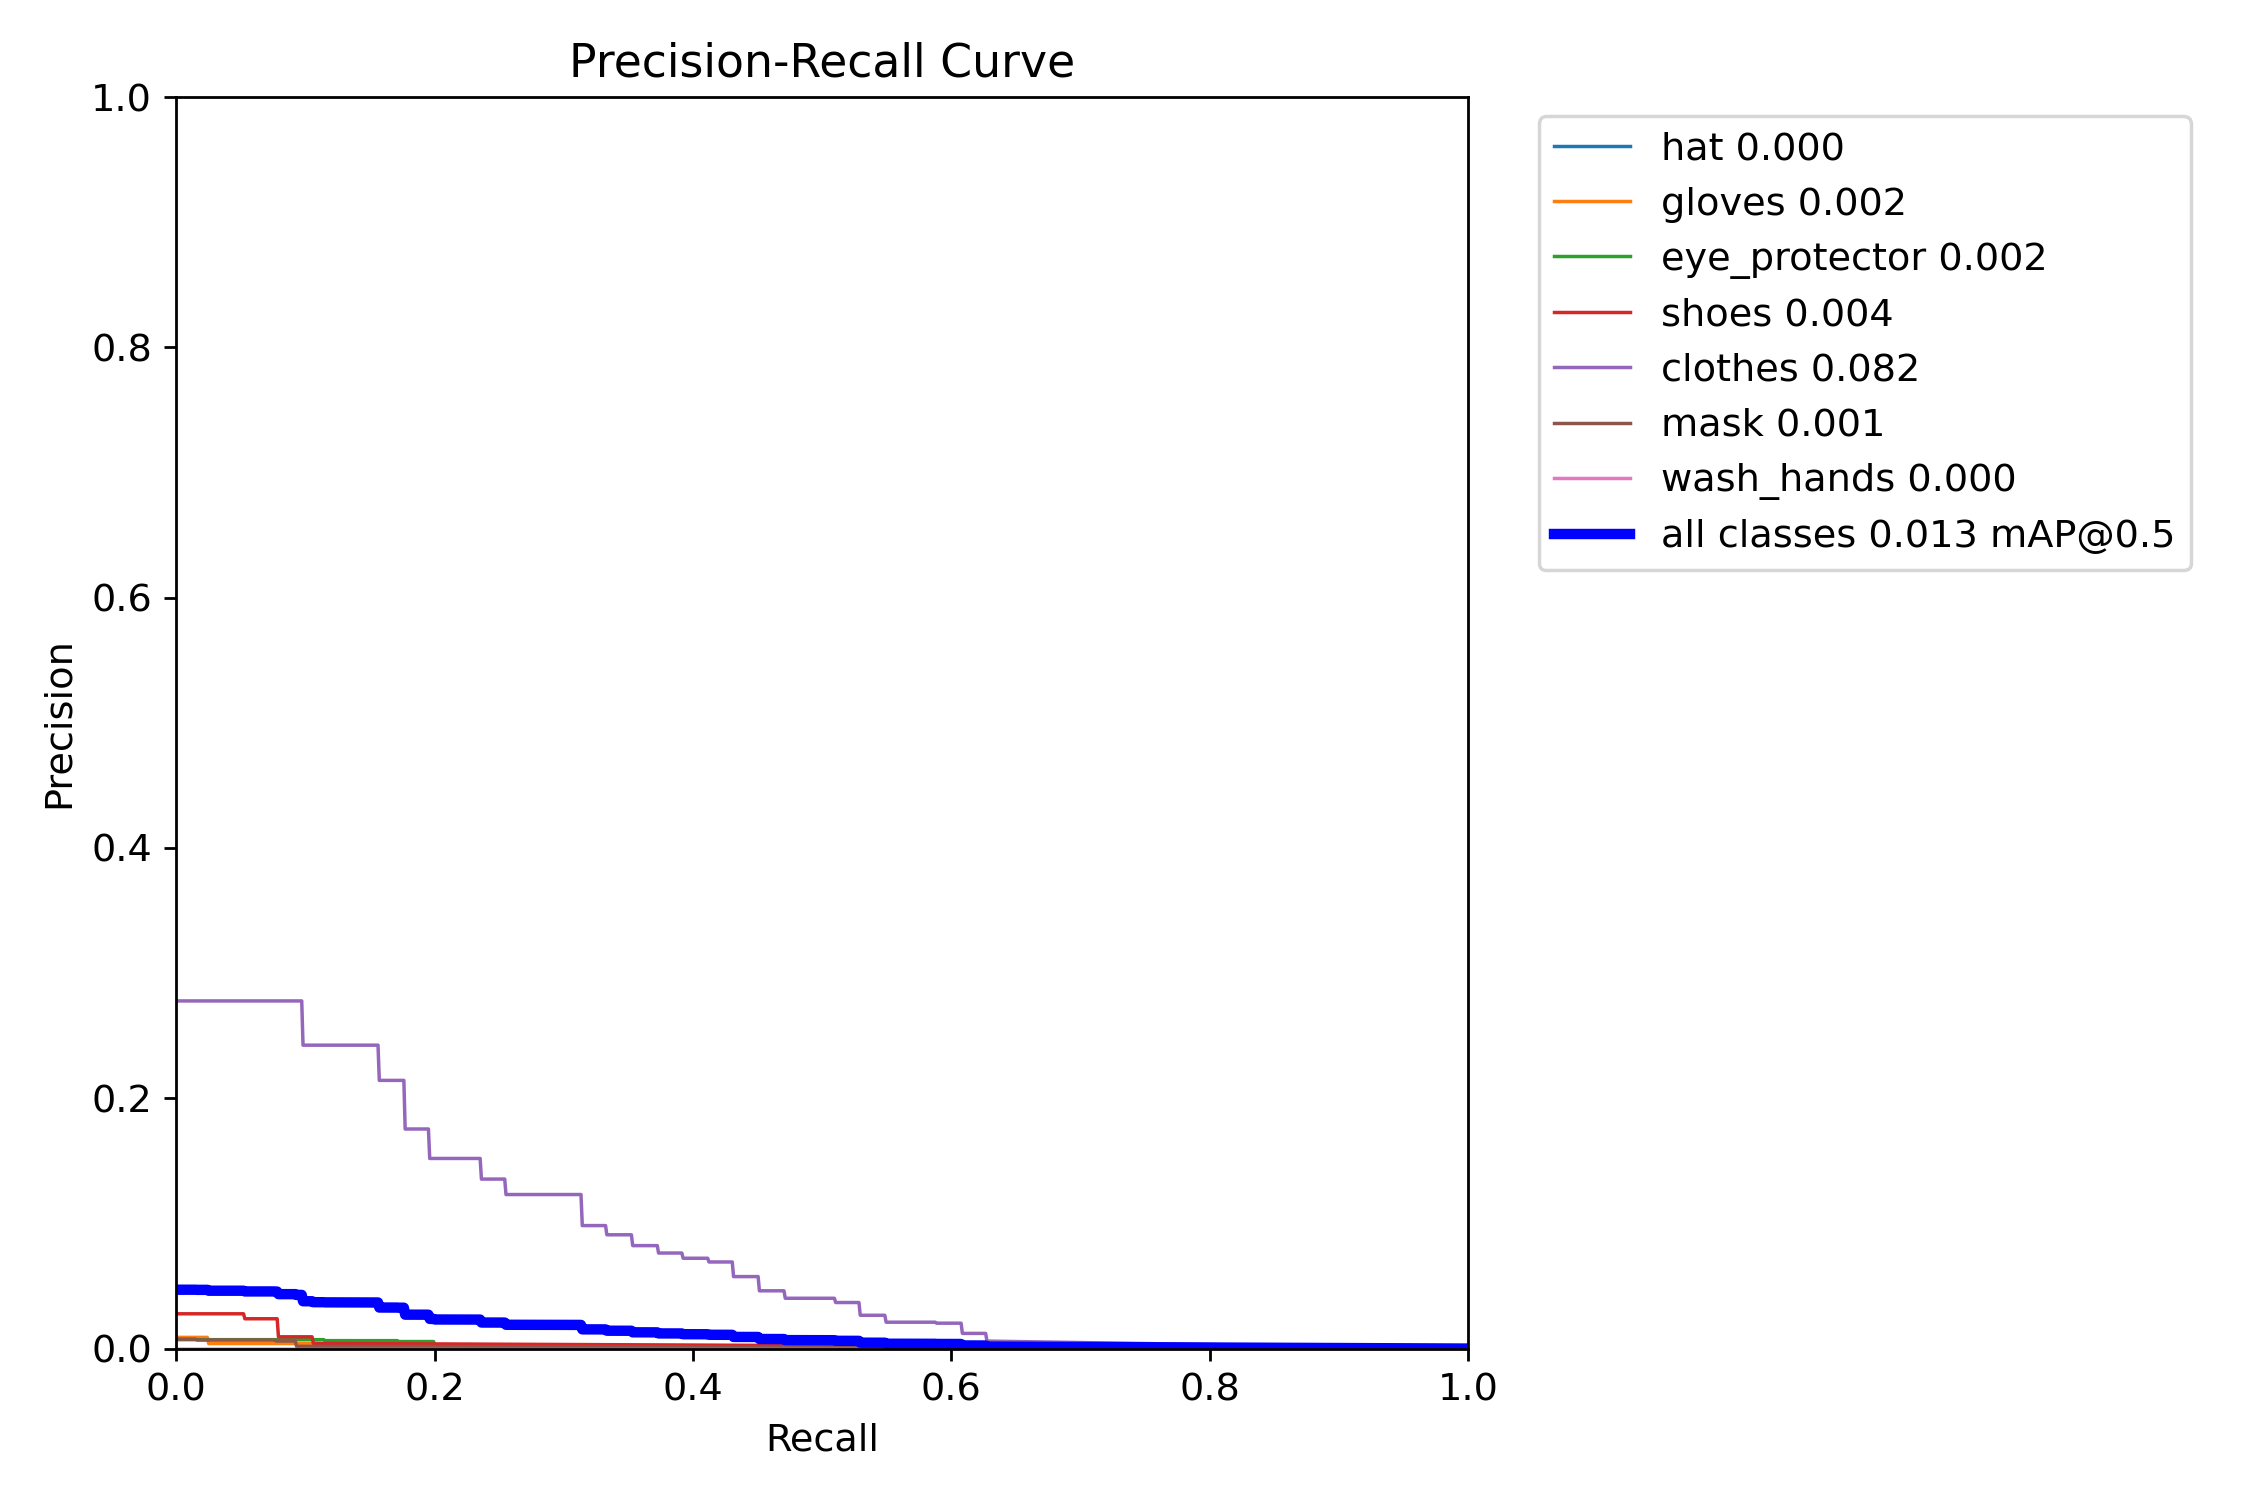 Precision-Recall Curve
1.0
0.8
0.6
0.4
0.2
0.0
Precision
0.0 0.2 0.4 0.6 0.8 1.0
Recall
hat 0.000
gloves 0.002
eye_protector 0.002
shoes 0.004
clothes 0.082
mask 0.001
wash_hands 0.000
all classes 0.013 mAP@0.5